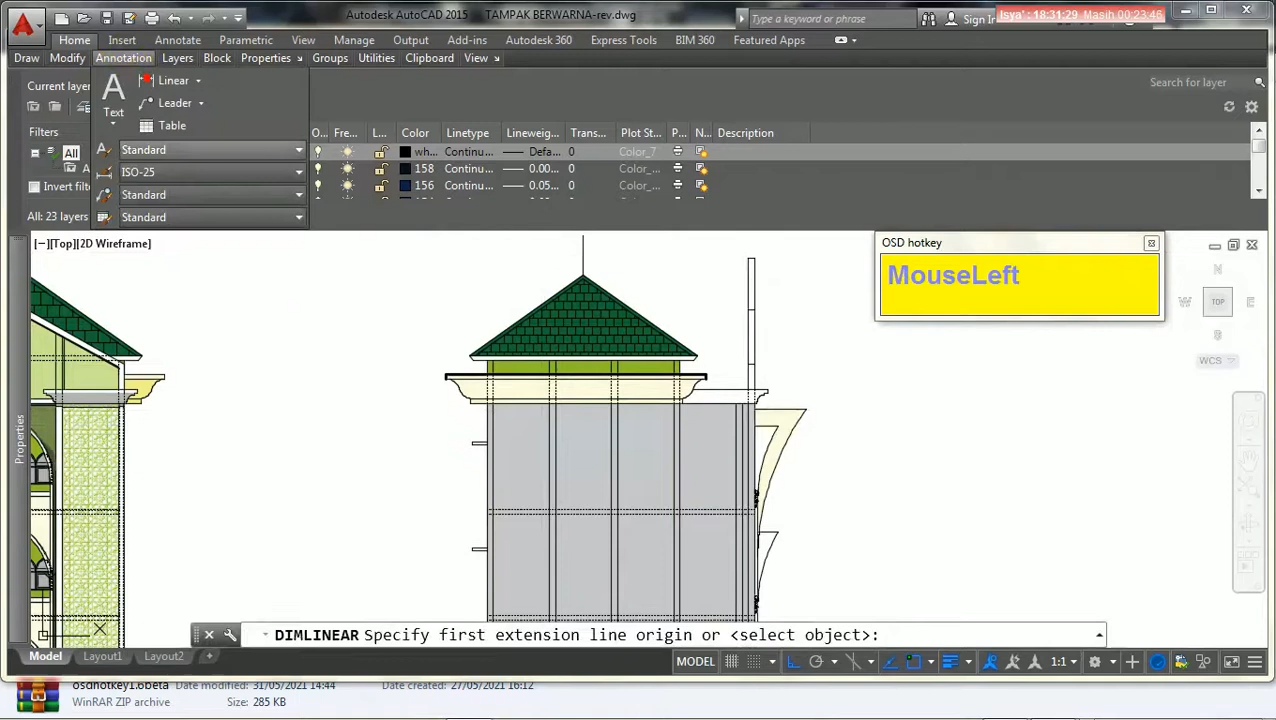 Autodesk AutoCAD 2015 TAMPAK BERWARNA-rev.dwg
Type a keyword or phrase
Sign In
Isya' : 18:31:29 Masih 00:23:46
Home Insert Annotate Parametric View Manage Output Add-ins Autodesk 360 Express Tools BIM 360 Featured Apps
Draw Modify Annotation Layers Block Properties Groups Utilities Clipboard View
Current layer
Search for layer
A
Text
Linear
Leader
Table
Filters
All
Invert filter
All: 23 layers
Standard
ISO-25
Standard
Standard
O.. Fre... L... Color Linetype Lineweig... Trans... Plot St... P... N... Description
wh... Continu... Defa... 0 Color_7
158 Continu... 0.00... 0 Color_...
156 Continu... 0.05... 0 Color_...
[−][Top][2D Wireframe]
OSD hotkey
MouseLeft
N
W TOP E
S
WCS
Properties
DIMLINEAR Specify first extension line origin or <select object>:
Model Layout1 Layout2 +
MODEL
1:1
osdhotkey1.6beta Date modified: 31/05/2021 14:44 Date created: 27/05/2021 16:12
WinRAR ZIP archive Size: 285 KB